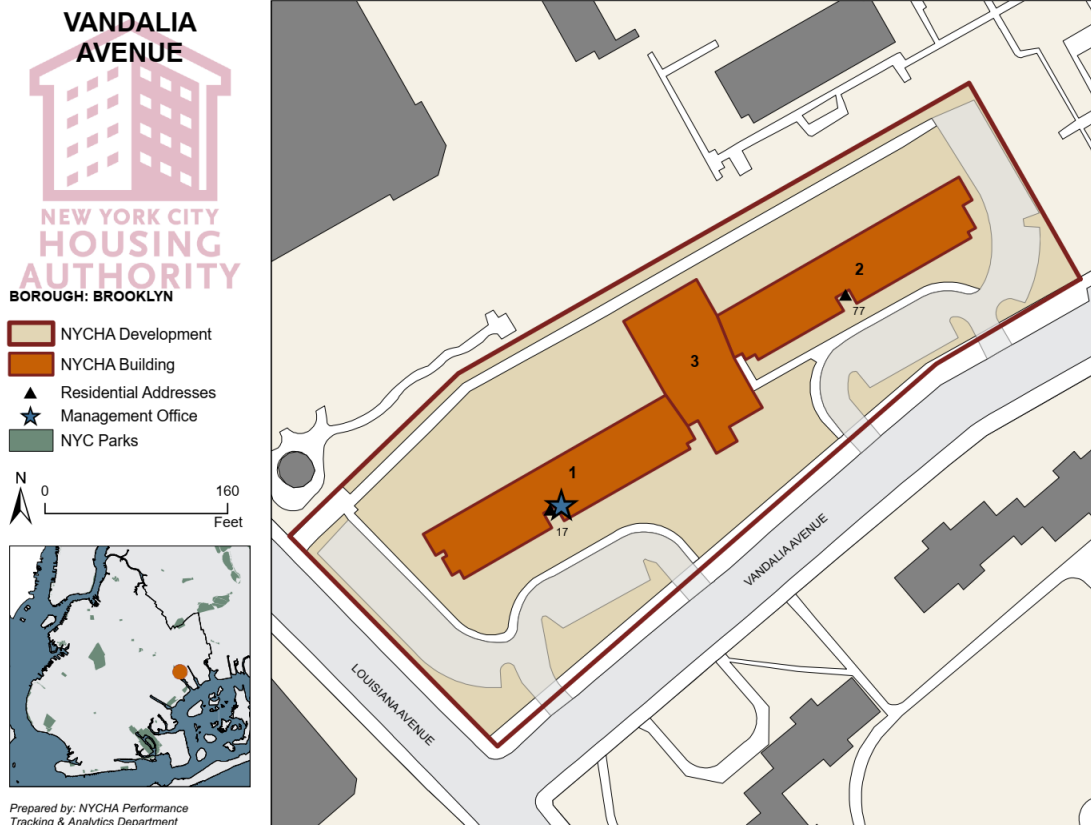 VANDALIA
AVENUE
NEW YORK CITY
HOUSING
AUTHORITY
BOROUGH: BROOKLYN
NYCHA Development
NYCHA Building
Residential Addresses
Management Office
NYC Parks
N
0 160
Feet
Prepared by: NYCHA Performance
Tracking & Analytics Department
2
77
3
1
17
VANDALIA AVENUE
LOUISIANA AVENUE